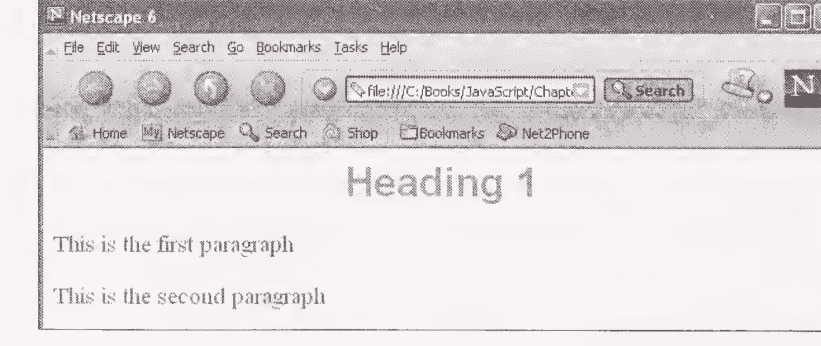 N Netscape 6
File Edit View Search Go Bookmarks Tasks Help
file:///C:/Books/JavaScript/Chapte Search N
Home My Netscape Search Shop Bookmarks Net2Phone
Heading 1
This is the first paragraph
This is the second paragraph